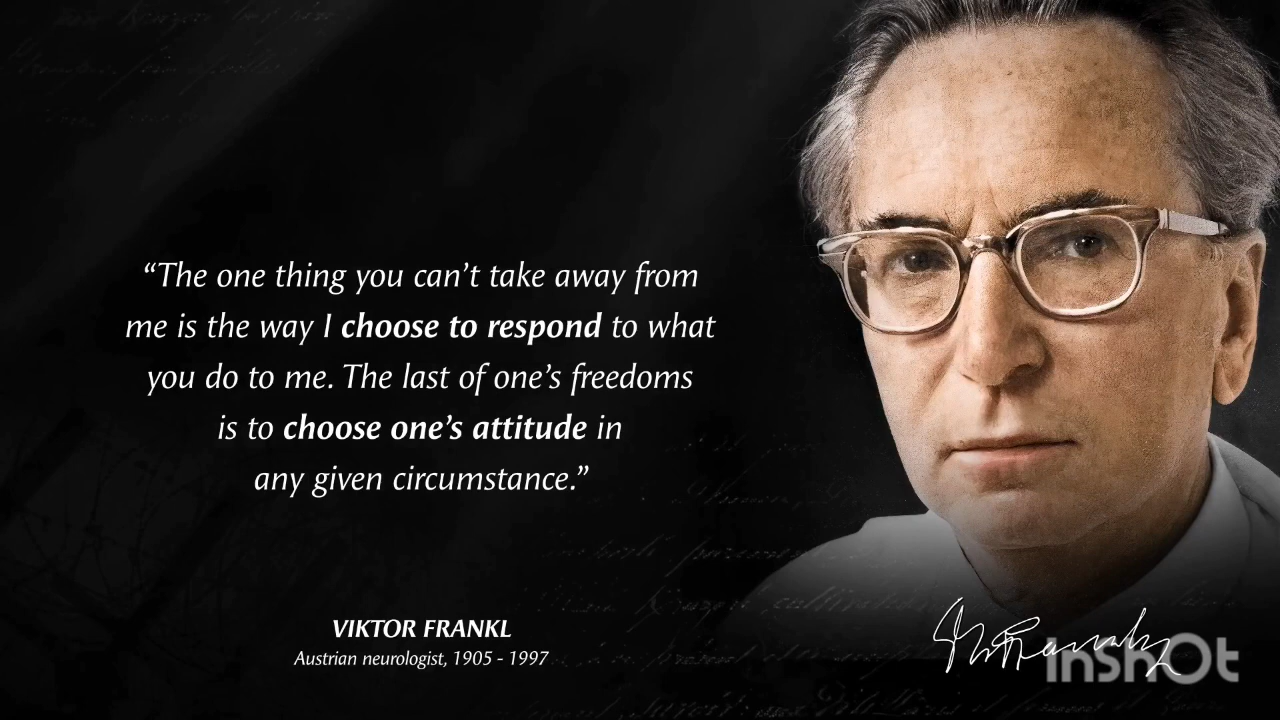 “The one thing you can’t take away from
me is the way I choose to respond to what
you do to me. The last of one’s freedoms
is to choose one’s attitude in
any given circumstance.”
VIKTOR FRANKL
Austrian neurologist, 1905 - 1997
InShOt